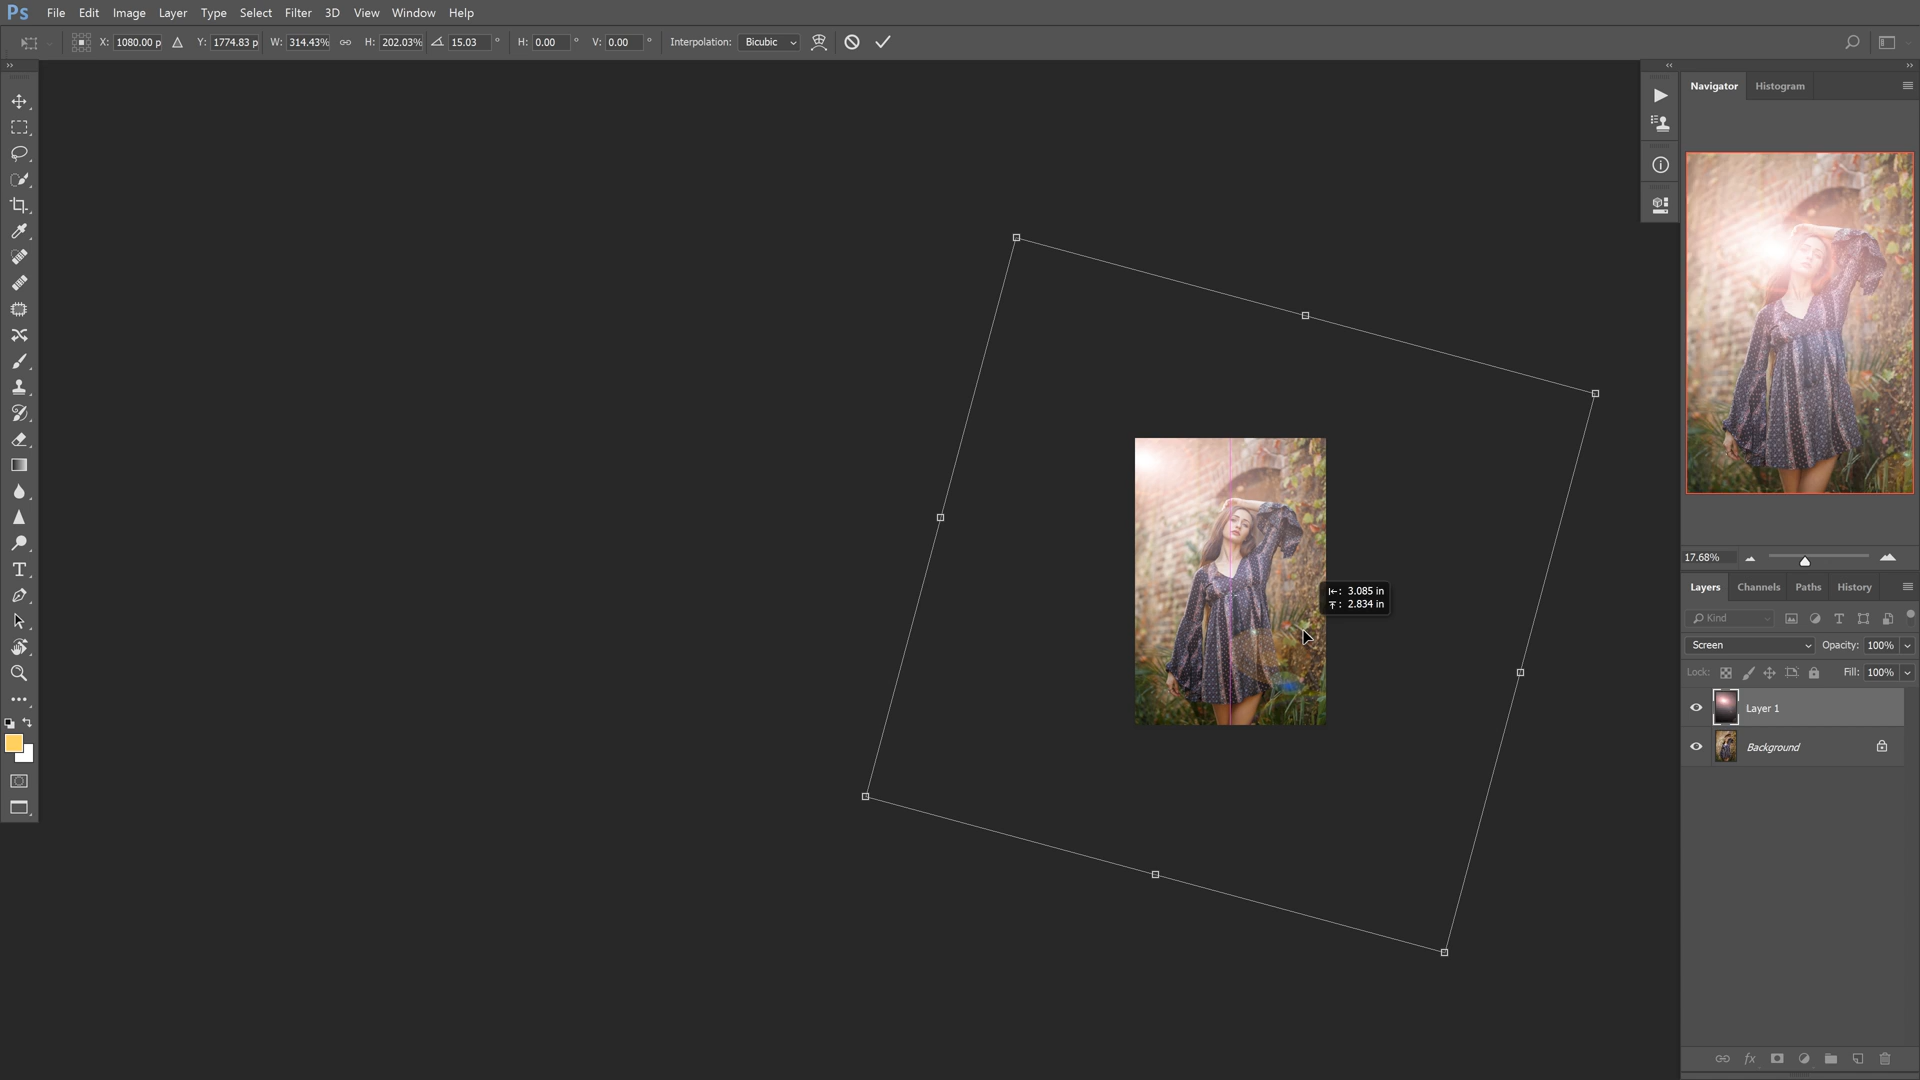 Ps File Edit Image Layer Type Select Filter 3D View Window Help
X: 1080.00 p Y: 1774.83 p W: 314.43% H: 202.03% 15.03 ° H: 0.00 ° V: 0.00 ° Interpolation: Bicubic
Navigator Histogram
17.68%
Layers Channels Paths History
Kind
Screen Opacity: 100%
Lock: Fill: 100%
Layer 1
Background
3.085 in
2.834 in